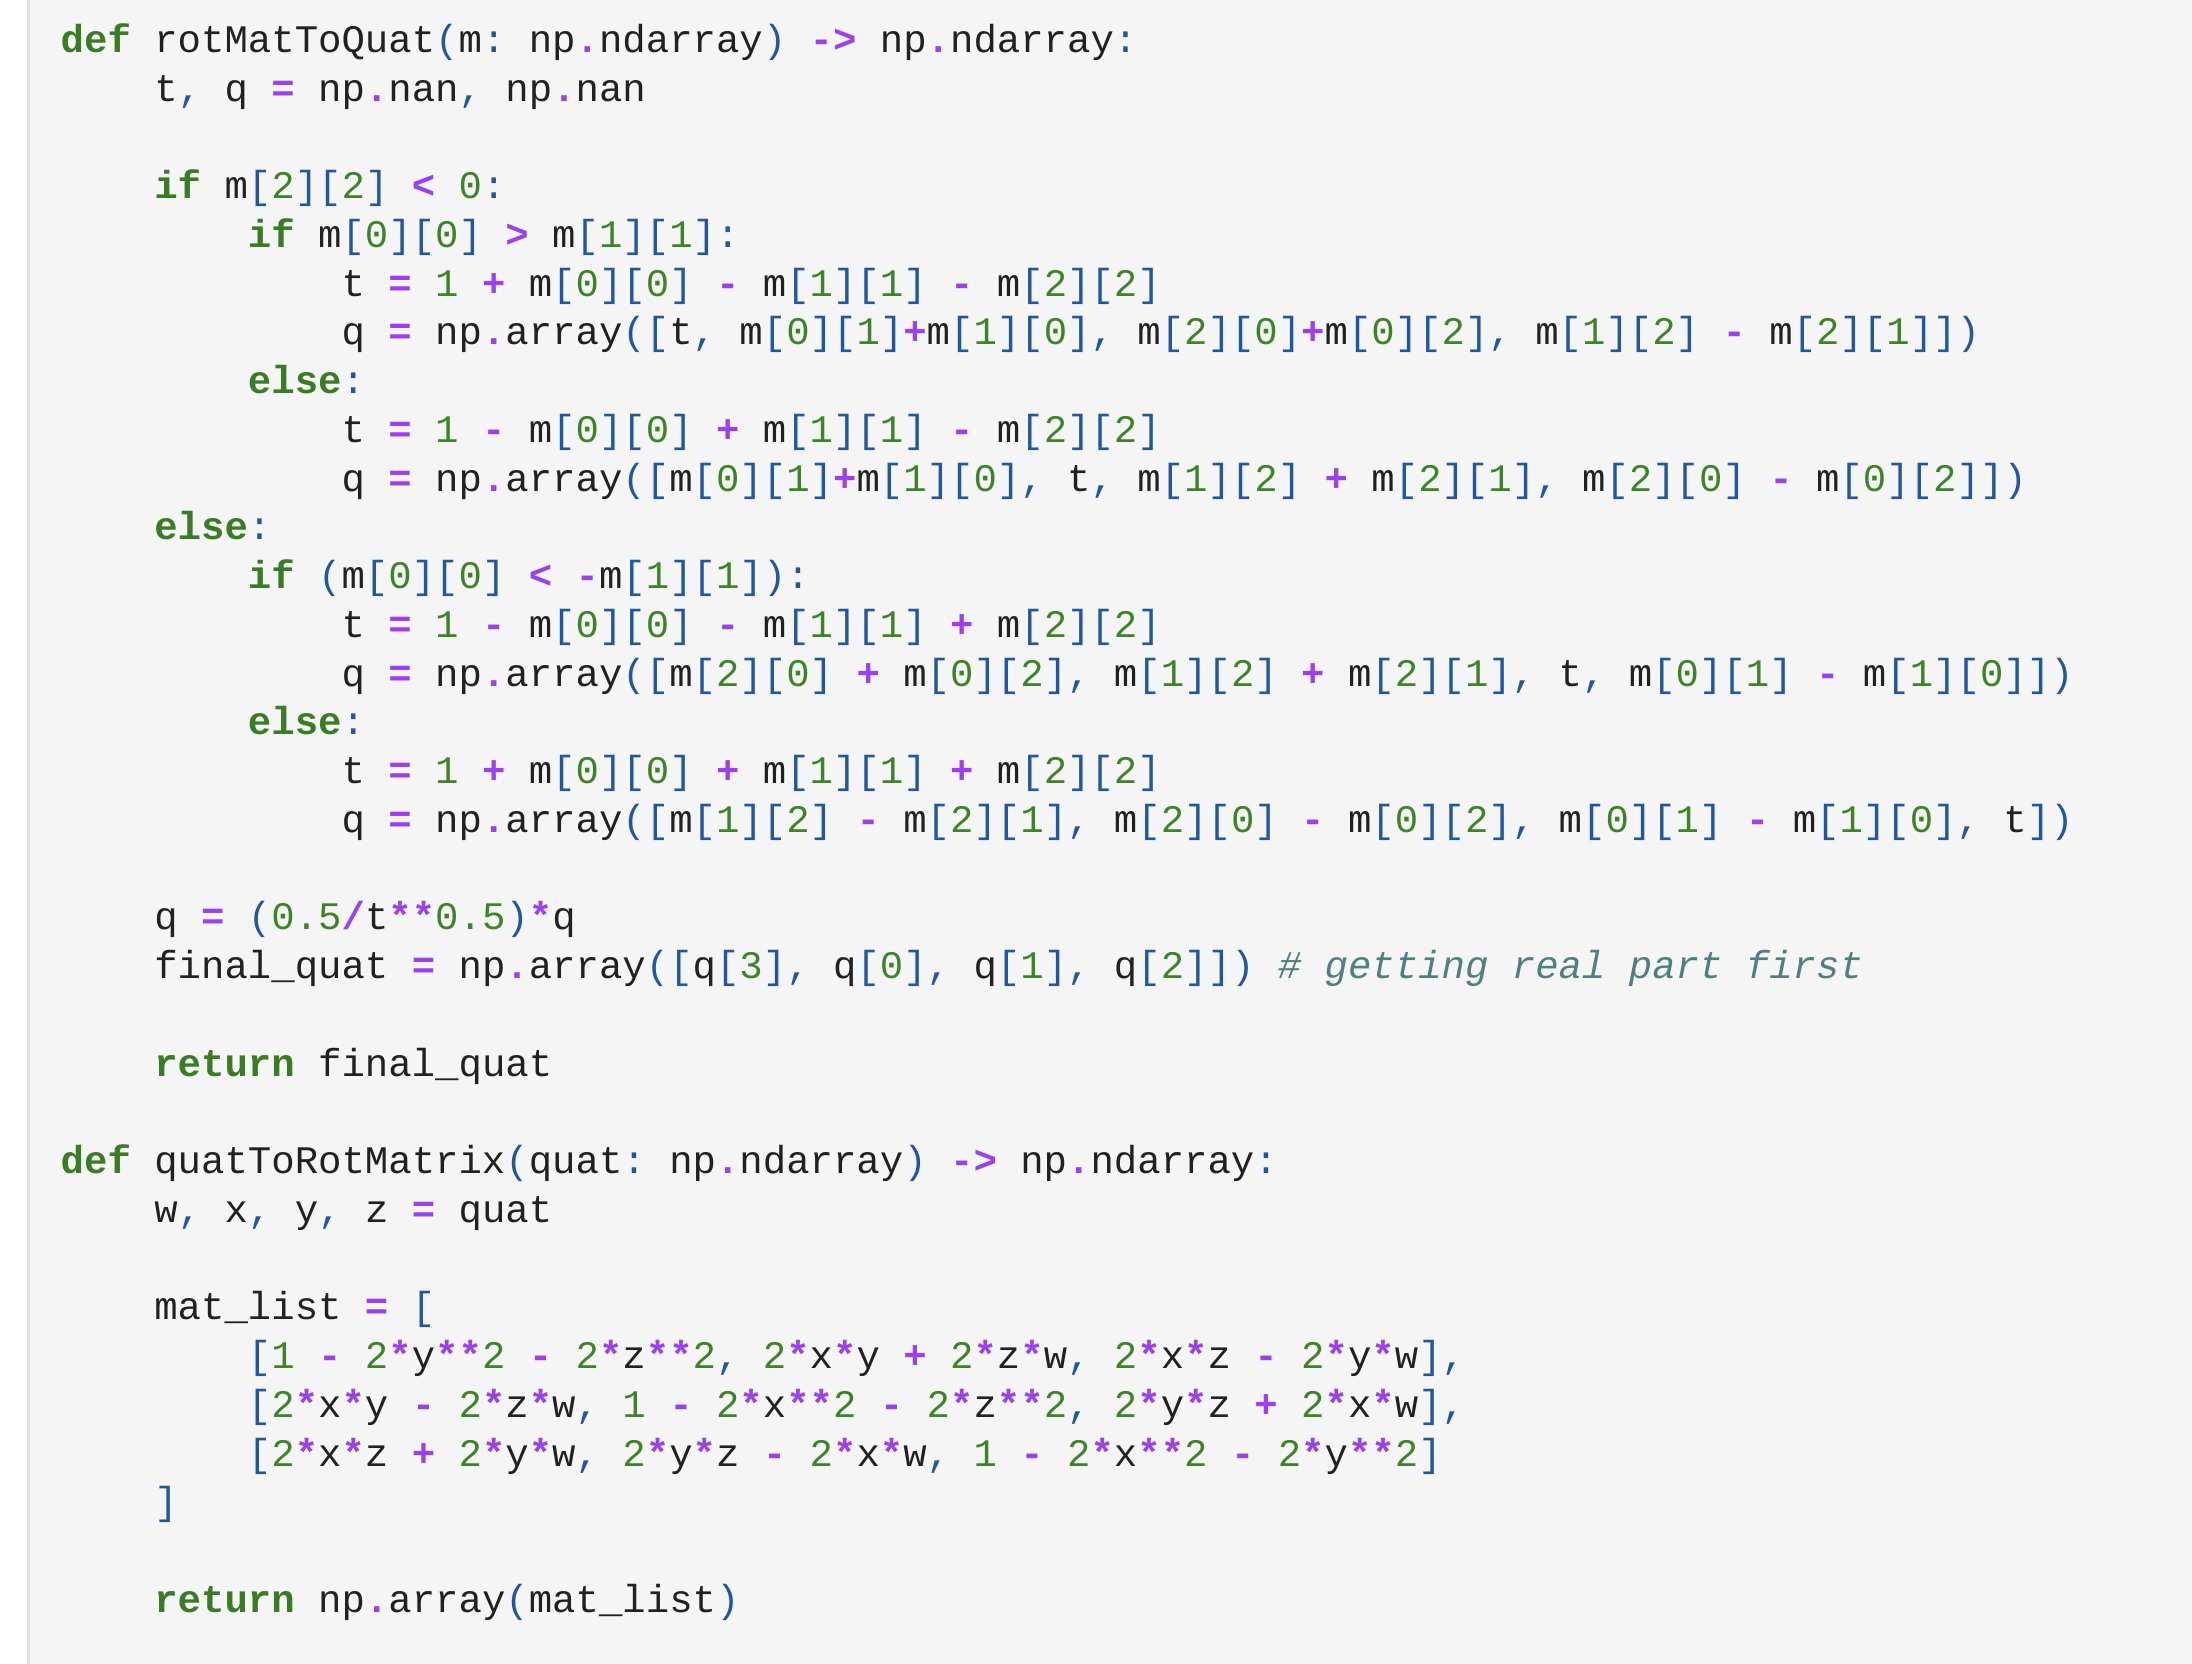 def rotMatToQuat(m: np.ndarray) -> np.ndarray:
    t, q = np.nan, np.nan

    if m[2][2] < 0:
        if m[0][0] > m[1][1]:
            t = 1 + m[0][0] - m[1][1] - m[2][2]
            q = np.array([t, m[0][1]+m[1][0], m[2][0]+m[0][2], m[1][2] - m[2][1]])
        else:
            t = 1 - m[0][0] + m[1][1] - m[2][2]
            q = np.array([m[0][1]+m[1][0], t, m[1][2] + m[2][1], m[2][0] - m[0][2]])
    else:
        if (m[0][0] < -m[1][1]):
            t = 1 - m[0][0] - m[1][1] + m[2][2]
            q = np.array([m[2][0] + m[0][2], m[1][2] + m[2][1], t, m[0][1] - m[1][0]])
        else:
            t = 1 + m[0][0] + m[1][1] + m[2][2]
            q = np.array([m[1][2] - m[2][1], m[2][0] - m[0][2], m[0][1] - m[1][0], t])

    q = (0.5/t**0.5)*q
    final_quat = np.array([q[3], q[0], q[1], q[2]]) # getting real part first

    return final_quat

def quatToRotMatrix(quat: np.ndarray) -> np.ndarray:
    w, x, y, z = quat

    mat_list = [
        [1 - 2*y**2 - 2*z**2, 2*x*y + 2*z*w, 2*x*z - 2*y*w],
        [2*x*y - 2*z*w, 1 - 2*x**2 - 2*z**2, 2*y*z + 2*x*w],
        [2*x*z + 2*y*w, 2*y*z - 2*x*w, 1 - 2*x**2 - 2*y**2]
    ]

    return np.array(mat_list)